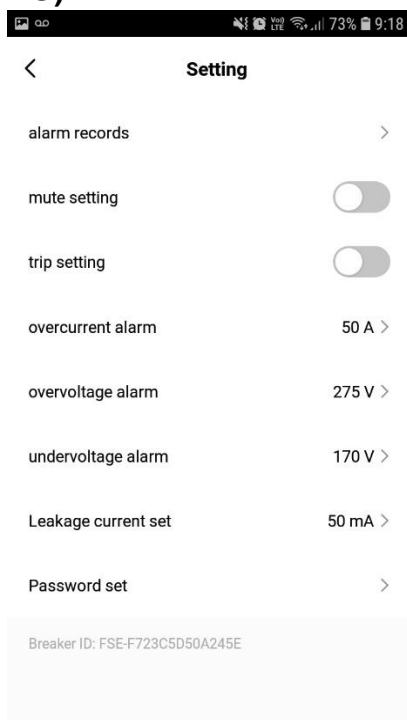 73% 9:18
Setting
alarm records
mute setting
trip setting
overcurrent alarm 50 A
overvoltage alarm 275 V
undervoltage alarm 170 V
Leakage current set 50 mA
Password set
Breaker ID: FSE-F723C5D50A245E